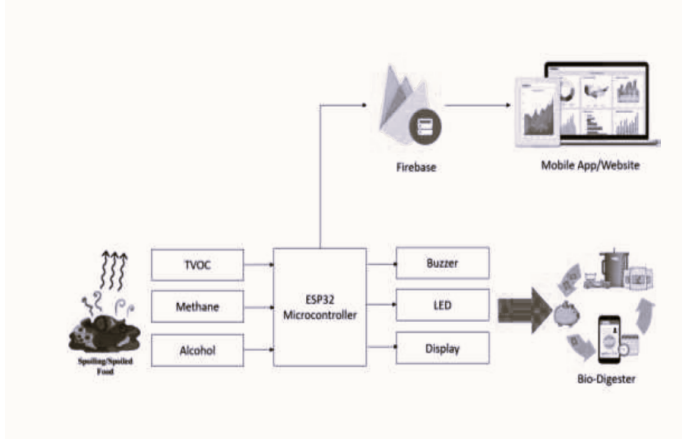 Firebase
Mobile App/Website
TVOC
Methane
Alcohol
ESP32
Microcontroller
Buzzer
LED
Display
Spoiling/Spoiled
Food
Bio-Digester